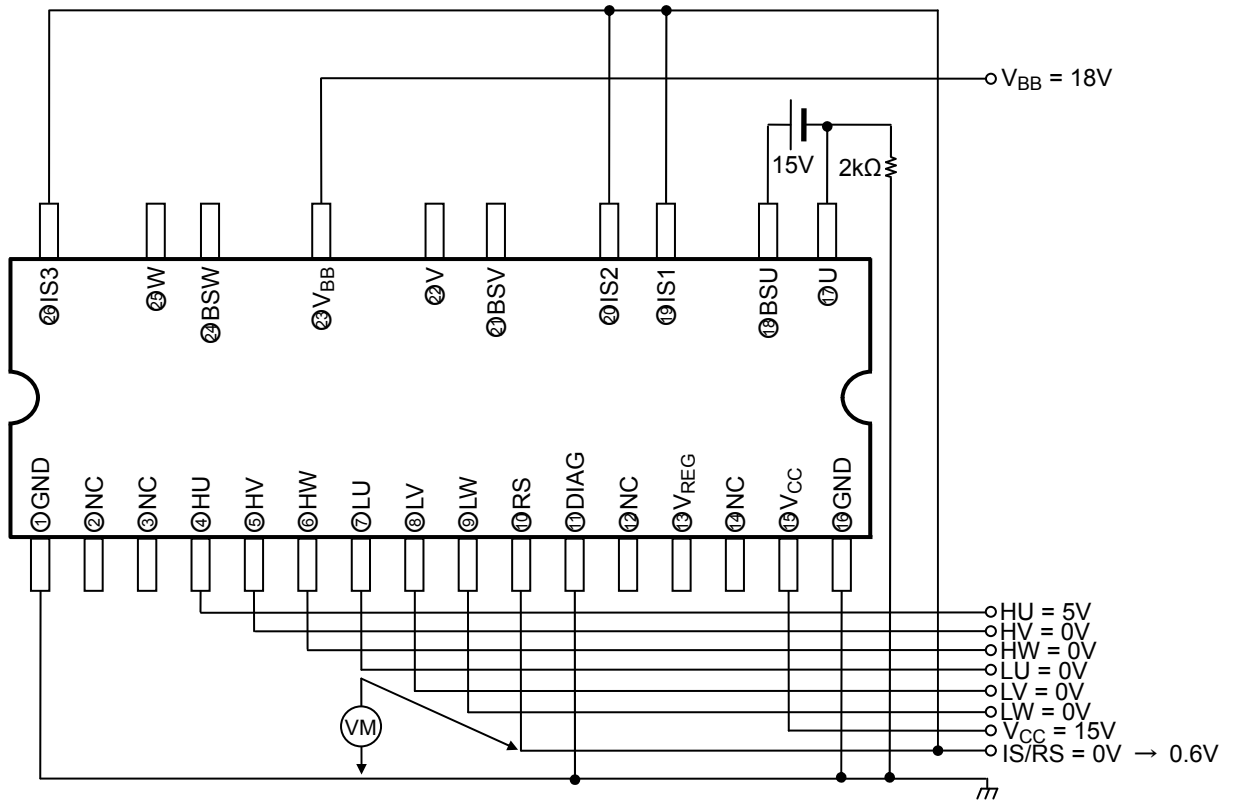 V_BB = 18V
15V
2kΩ
㉖IS3
㉕W
㉔BSW
㉓V_BB
㉒V
㉑BSV
⑳IS2
⑲IS1
⑱BSU
⑰U
①GND
②NC
③NC
④HU
⑤HV
⑥HW
⑦LU
⑧LV
⑨LW
⑩RS
⑪DIAG
⑫NC
⑬V_REG
⑭NC
⑮V_CC
⑯GND
HU = 5V
HV = 0V
HW = 0V
LU = 0V
LV = 0V
LW = 0V
V_CC = 15V
IS/RS = 0V → 0.6V
VM